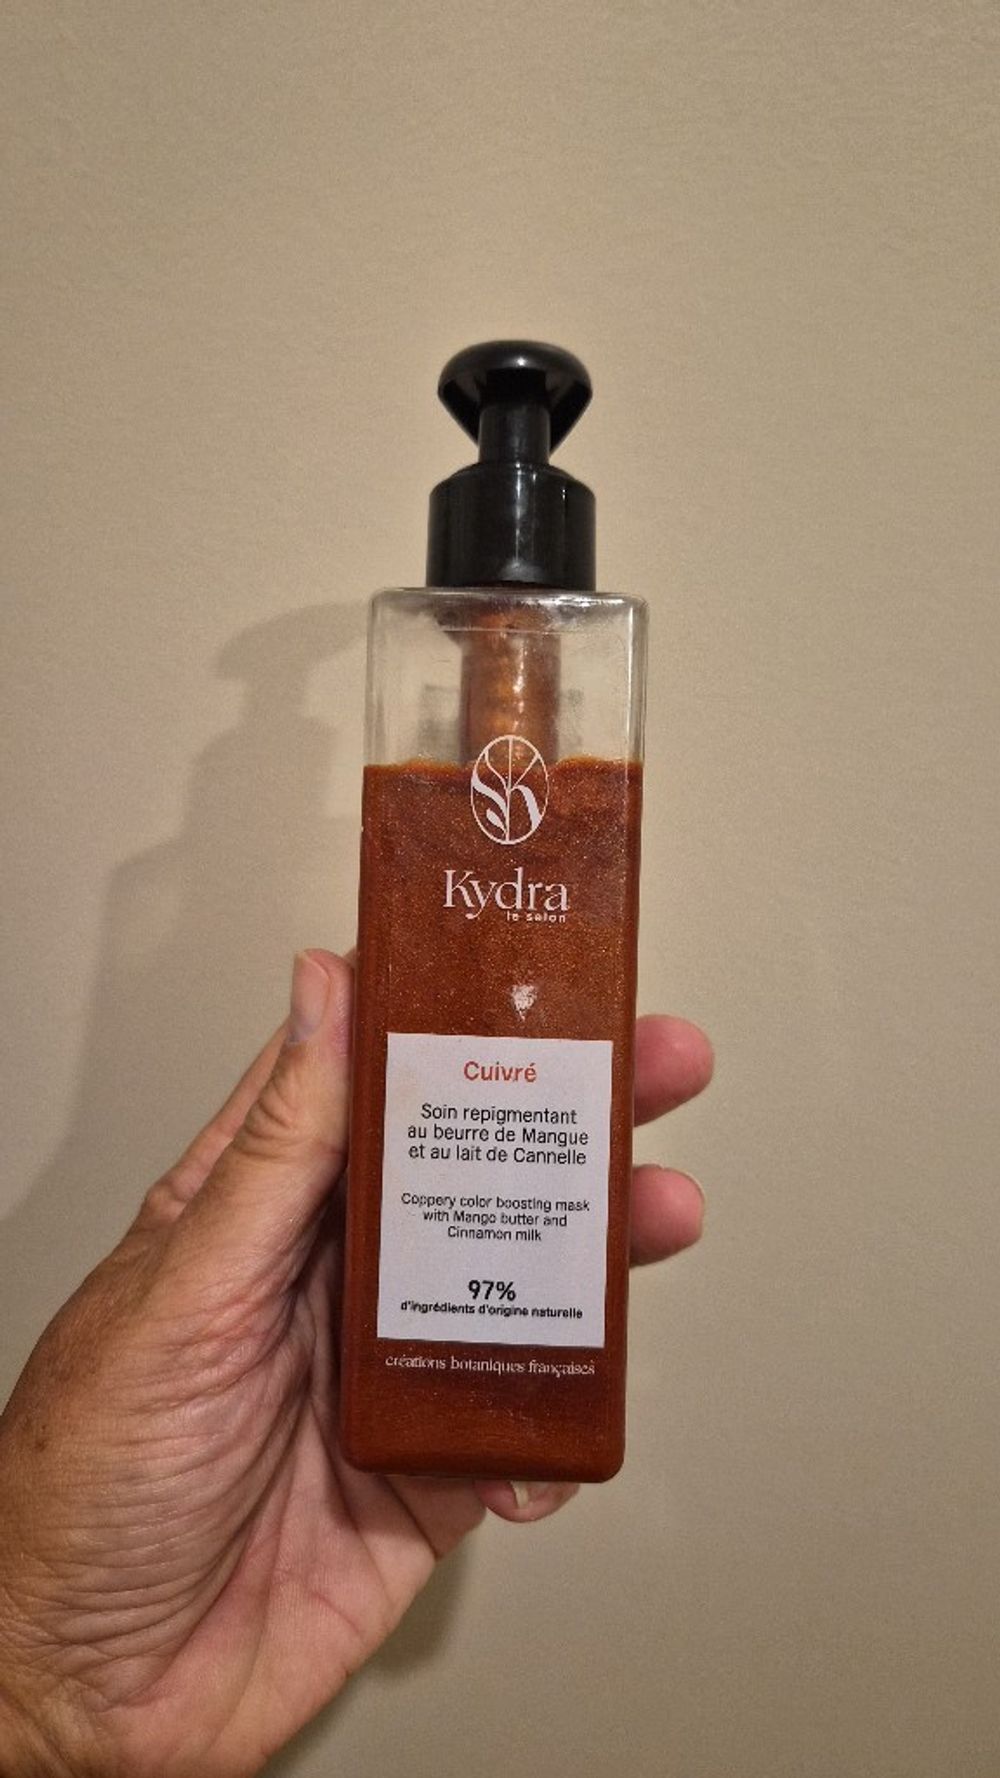 Kydra
le salon
Cuivré
Soin repigmentant
au beurre de Mangue
et au lait de Cannelle
Coppery color boosting mask
with Mango butter and
Cinnamon milk
97%
d'ingrédients d'origine naturelle
créations botaniques françaises